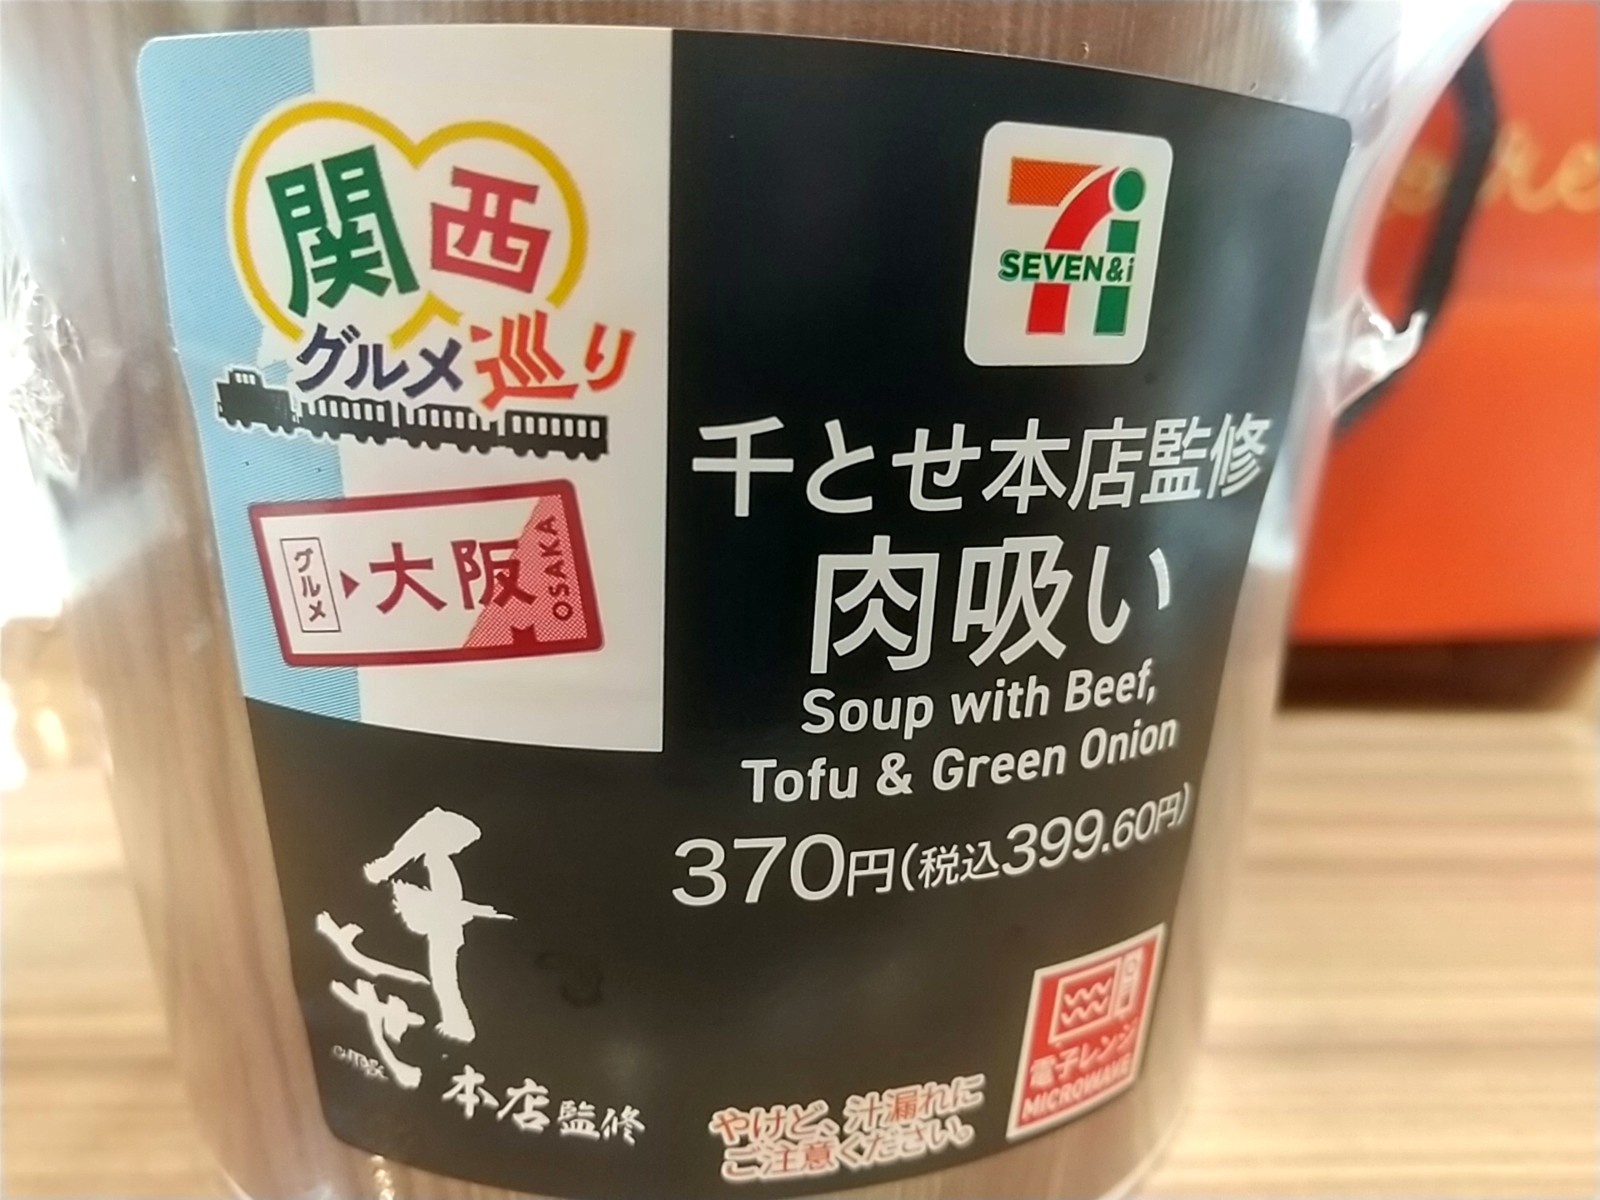 関西
グルメ巡り
グルメ
大阪
OSAKA
SEVEN&i
千とせ本店監修
肉吸い
Soup with Beef,
Tofu & Green Onion
370円(税込399.60円)
千とせ
本店監修
電子レンジ
MICROWAVE
やけど、汁漏れに
ご注意ください。